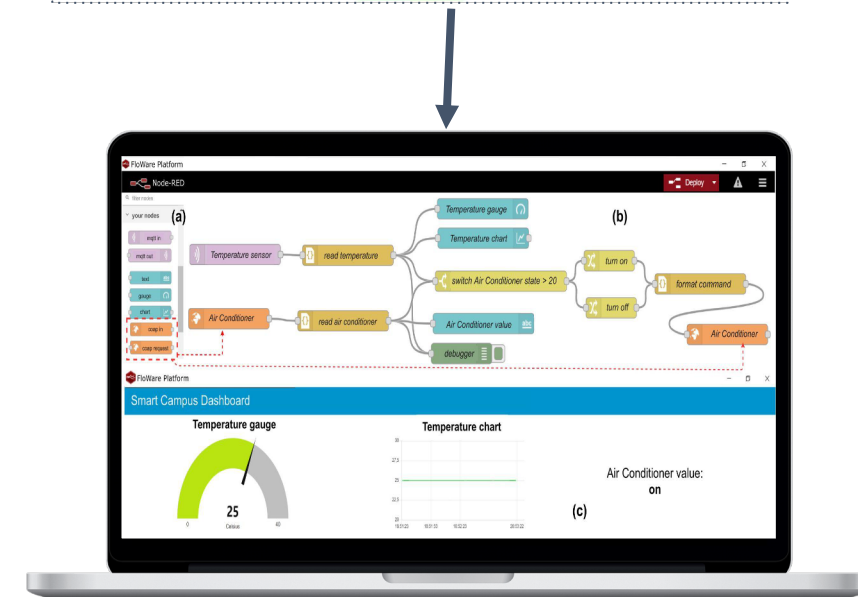 FloWare Platform
Node-RED
Deploy
filter nodes
your nodes
(a)
(b)
mqtt in
mqtt out
text
abc
gauge
chart
coap in
coap request
Temperature sensor
read temperature
Temperature gauge
Temperature chart
switch Air Conditioner state > 20
turn on
turn off
format command
Air Conditioner
Air Conditioner
read air conditioner
Air Conditioner value
abc
debugger
FloWare Platform
Smart Campus Dashboard
Temperature gauge
25
Celsius
0
40
Temperature chart
30
27.5
25
22.5
20
(c)
Air Conditioner value:
on